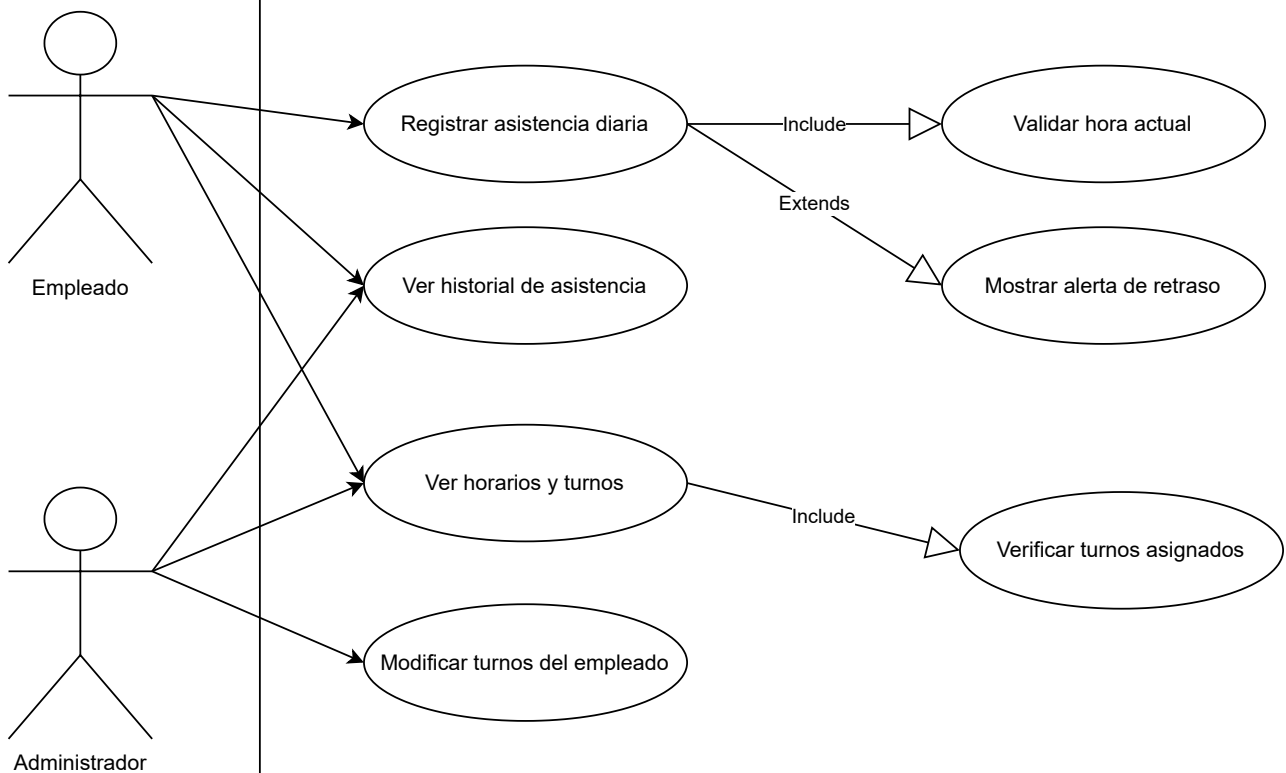 Registrar asistencia diaria
Include
Validar hora actual
Extends
Empleado
Ver historial de asistencia
Mostrar alerta de retraso
Ver horarios y turnos
Include
Verificar turnos asignados
Modificar turnos del empleado
Administrador